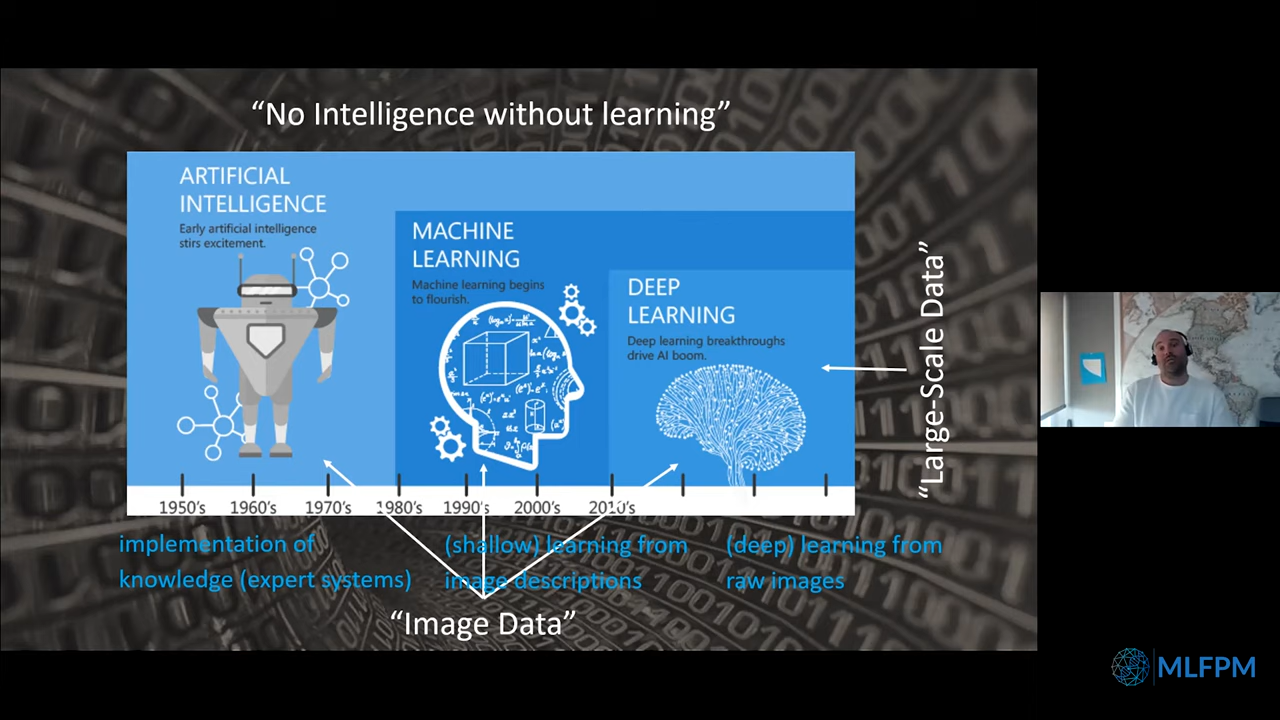 “No Intelligence without learning”
ARTIFICIAL
INTELLIGENCE
Early artificial intelligence
stirs excitement.
MACHINE
LEARNING
Machine learning begins
to flourish.
DEEP
LEARNING
Deep learning breakthroughs
drive AI boom.
“Large-Scale Data”
1950's 1960's 1970's 1980's 1990's 2000's 2010's
implementation of
knowledge (expert systems)
(shallow) learning from
image descriptions
(deep) learning from
raw images
“Image Data”
MLFPM